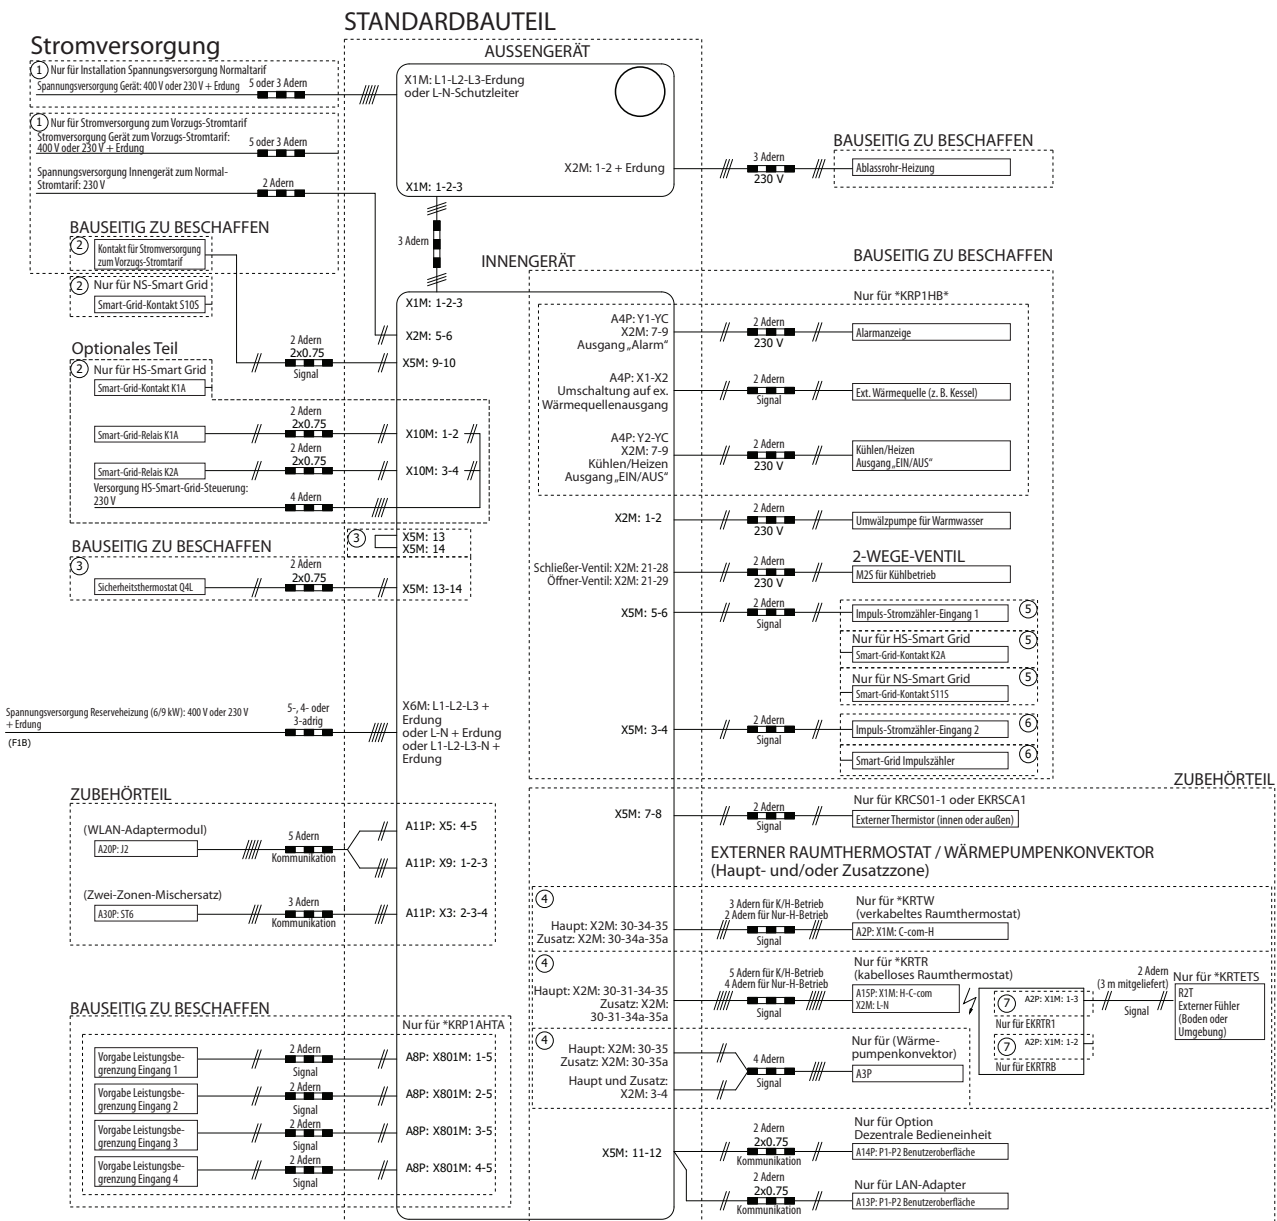 STANDARDBAUTEIL
Stromversorgung
1 Nur für Installation Spannungsversorgung Normaltarif
Spannungsversorgung Gerät: 400 V oder 230 V + Erdung
5 oder 3 Adern
1 Nur für Stromversorgung zum Vorzugs-Stromtarif
Stromversorgung Gerät zum Vorzugs-Stromtarif:
400 V oder 230 V + Erdung
5 oder 3 Adern
Spannungsversorgung Innengerät zum Normal-
Stromtarif: 230 V
2 Adern
BAUSEITIG ZU BESCHAFFEN
2 Kontakt für Stromversorgung
zum Vorzugs-Stromtarif
2 Nur für NS-Smart Grid
Smart-Grid-Kontakt S10S
2 Adern
2x0.75
Signal
Optionales Teil
2 Nur für HS-Smart Grid
Smart-Grid-Kontakt K1A
2 Adern
2x0.75
Smart-Grid-Relais K1A
2 Adern
2x0.75
Smart-Grid-Relais K2A
Versorgung HS-Smart-Grid-Steuerung:
230 V
4 Adern
BAUSEITIG ZU BESCHAFFEN
3
Sicherheitsthermostat Q4L
2 Adern
2x0.75
Spannungsversorgung Reserveheizung (6/9 kW): 400 V oder 230 V
+ Erdung
(F1B)
5-, 4- oder
3-adrig
ZUBEHÖRTEIL
(WLAN-Adaptermodul)
A20P: J2
5 Adern
Kommunikation
(Zwei-Zonen-Mischersatz)
A30P: ST6
3 Adern
Kommunikation
BAUSEITIG ZU BESCHAFFEN
Nur für *KRP1AHTA
Vorgabe Leistungsbe-
grenzung Eingang 1
2 Adern
Signal
A8P: X801M: 1-5
Vorgabe Leistungsbe-
grenzung Eingang 2
2 Adern
Signal
A8P: X801M: 2-5
Vorgabe Leistungsbe-
grenzung Eingang 3
2 Adern
Signal
A8P: X801M: 3-5
Vorgabe Leistungsbe-
grenzung Eingang 4
2 Adern
Signal
A8P: X801M: 4-5
AUSSENGERÄT
X1M: L1-L2-L3-Erdung
oder L-N-Schutzleiter
X2M: 1-2 + Erdung
X1M: 1-2-3
3 Adern
INNENGERÄT
X1M: 1-2-3
X2M: 5-6
X5M: 9-10
X10M: 1-2
X10M: 3-4
3 X5M: 13
X5M: 14
X5M: 13-14
X6M: L1-L2-L3 +
Erdung
oder L-N + Erdung
oder L1-L2-L3-N +
Erdung
A11P: X5: 4-5
A11P: X9: 1-2-3
A11P: X3: 2-3-4
3 Adern
230 V
BAUSEITIG ZU BESCHAFFEN
Ablassrohr-Heizung
BAUSEITIG ZU BESCHAFFEN
Nur für *KRP1HB*
A4P: Y1-YC
X2M: 7-9
Ausgang „Alarm“
2 Adern
230 V
Alarmanzeige
A4P: X1-X2
Umschaltung auf ex.
Wärmequellenausgang
2 Adern
Signal
Ext. Wärmequelle (z. B. Kessel)
A4P: Y2-YC
X2M: 7-9
Kühlen/Heizen
Ausgang „EIN/AUS“
2 Adern
230 V
Kühlen/Heizen
Ausgang „EIN/AUS“
X2M: 1-2
2 Adern
230 V
Umwälzpumpe für Warmwasser
2-WEGE-VENTIL
Schließer-Ventil: X2M: 21-28
Öffner-Ventil: X2M: 21-29
2 Adern
230 V
M2S für Kühlbetrieb
X5M: 5-6
2 Adern
Signal
Impuls-Stromzähler-Eingang 1 5
Nur für HS-Smart Grid 5
Smart-Grid-Kontakt K2A
Nur für NS-Smart Grid 5
Smart-Grid-Kontakt S11S
X5M: 3-4
2 Adern
Signal
Impuls-Stromzähler-Eingang 2 6
Smart-Grid Impulszähler 6
ZUBEHÖRTEIL
X5M: 7-8
2 Adern
Signal
Nur für KRCS01-1 oder EKRSCA1
Externer Thermistor (innen oder außen)
EXTERNER RAUMTHERMOSTAT / WÄRMEPUMPENKONVEKTOR
(Haupt- und/oder Zusatzzone)
4
Haupt: X2M: 30-34-35
Zusatz: X2M: 30-34a-35a
3 Adern für K/H-Betrieb
2 Adern für Nur-H-Betrieb
Signal
Nur für *KRTW
(verkabeltes Raumthermostat)
A2P: X1M: C-com-H
4
Haupt: X2M: 30-31-34-35
Zusatz: X2M:
30-31-34a-35a
5 Adern für K/H-Betrieb
4 Adern für Nur-H-Betrieb
Signal
Nur für *KRTR
(kabelloses Raumthermostat)
A15P: X1M: H-C-com
X2M: L-N
7 A2P: X1M: 1-3
Nur für EKRTR1
7 A2P: X1M: 1-2
Nur für EKRTRB
2 Adern
(3 m mitgeliefert)
Signal
Nur für *KRTETS
R2T
Externer Fühler
(Boden oder
Umgebung)
4
Haupt: X2M: 30-35
Zusatz: X2M: 30-35a
Haupt und Zusatz:
X2M: 3-4
4 Adern
Signal
Nur für (Wärme-
pumpenkonvektor)
A3P
X5M: 11-12
2 Adern
2x0.75
Kommunikation
Nur für Option
Dezentrale Bedieneinheit
A14P: P1-P2 Benutzeroberfläche
2 Adern
2x0.75
Kommunikation
Nur für LAN-Adapter
A13P: P1-P2 Benutzeroberfläche